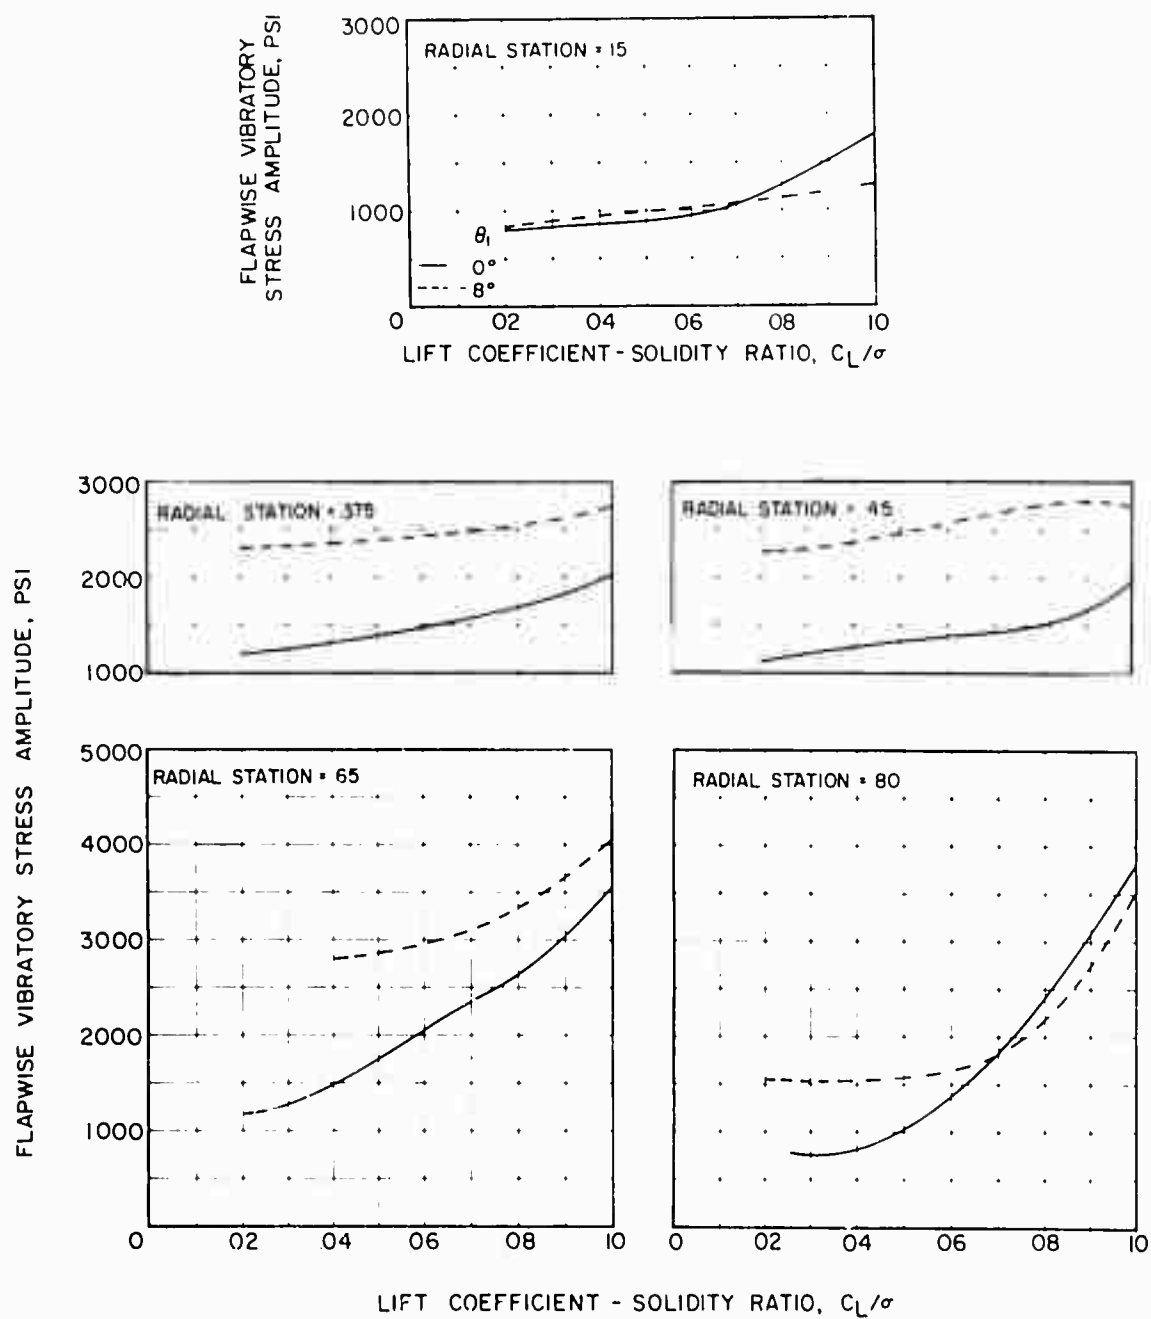 FLAPWISE VIBRATORY
STRESS AMPLITUDE, PSI
3000
2000
1000
RADIAL STATION = 15
θ₁
0°
8°
0 02 04 06 08 10
LIFT COEFFICIENT - SOLIDITY RATIO, C_L/σ
FLAPWISE VIBRATORY STRESS AMPLITUDE, PSI
3000
2000
1000
RADIAL STATION = .375
RADIAL STATION = .45
5000
4000
3000
2000
1000
0
RADIAL STATION = 65
RADIAL STATION = 80
0 02 04 06 08 10
0 02 04 06 08 10
LIFT COEFFICIENT - SOLIDITY RATIO, C_L/σ